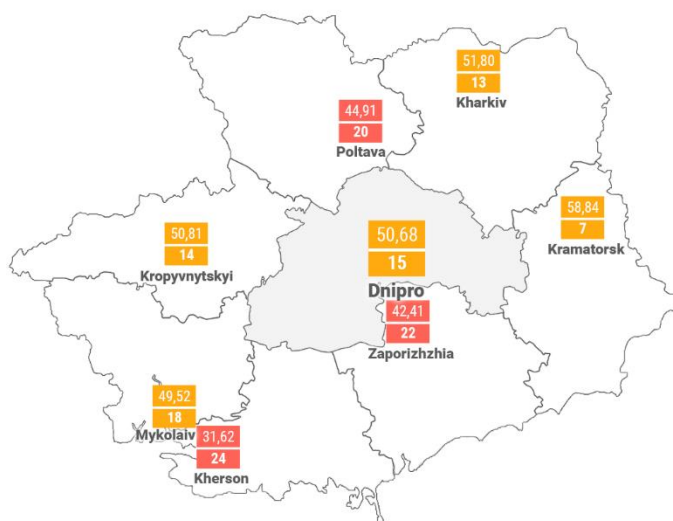 51,80
13
Kharkiv
44,91
20
Poltava
58,84
7
Kramatorsk
50,81
14
Kropyvnytskyi
50,68
15
Dnipro
42,41
22
Zaporizhzhia
49,52
18
Mykolaiv
31,62
24
Kherson